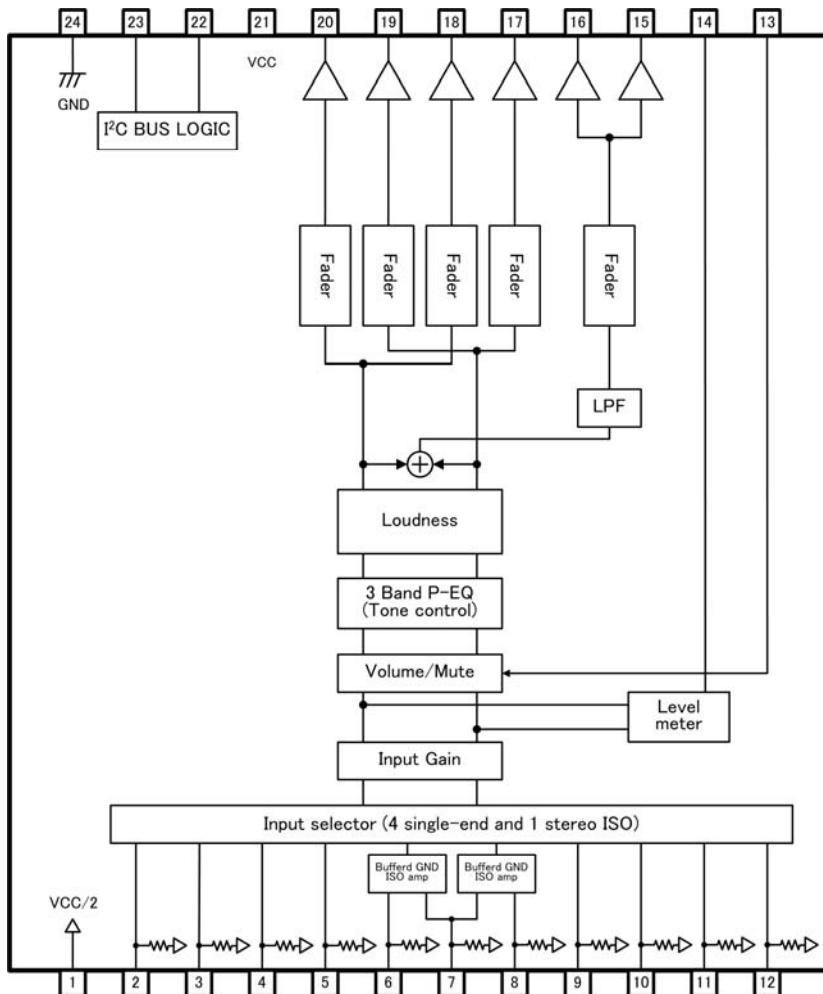 24 23 22 21 20 19 18 17 16 15 14 13
VCC
GND
I²C BUS LOGIC
Fader
Fader
Fader
Fader
Fader
LPF
Loudness
3 Band P-EQ
(Tone control)
Volume/Mute
Level
meter
Input Gain
Input selector (4 single-end and 1 stereo ISO)
Bufferd GND
ISO amp
Bufferd GND
ISO amp
VCC/2
1 2 3 4 5 6 7 8 9 10 11 12